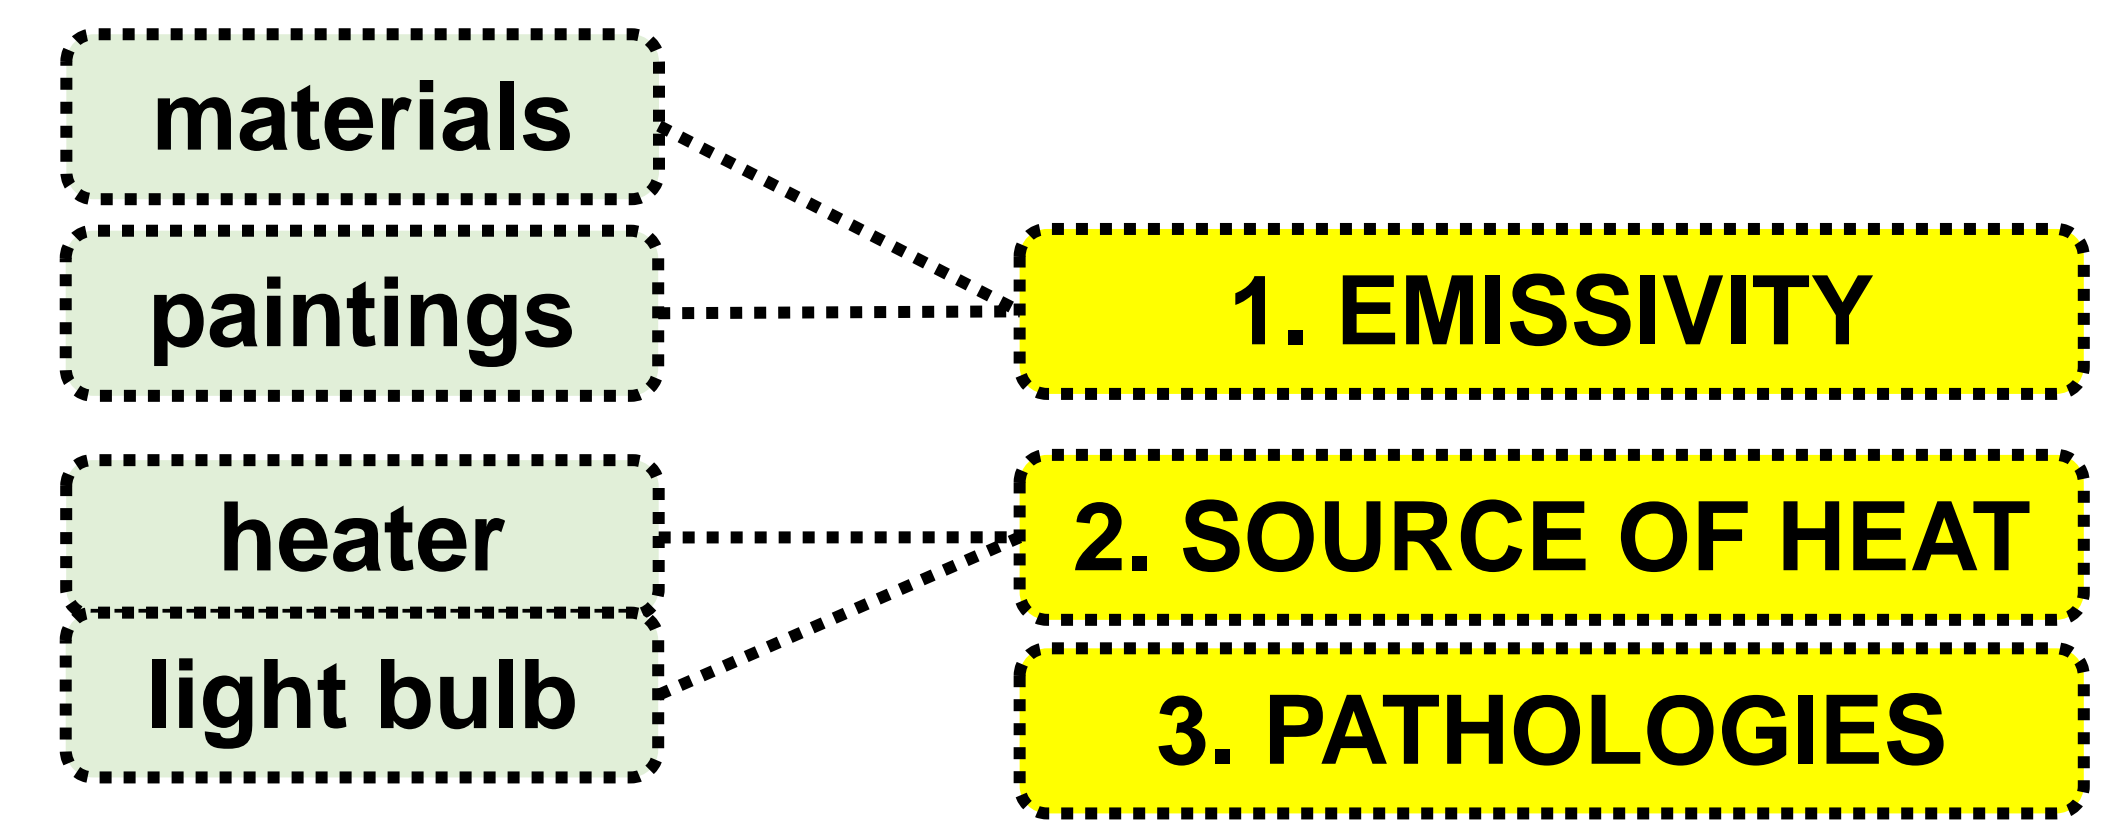 materials
paintings
1. EMISSIVITY
heater
2. SOURCE OF HEAT
light bulb
3. PATHOLOGIES